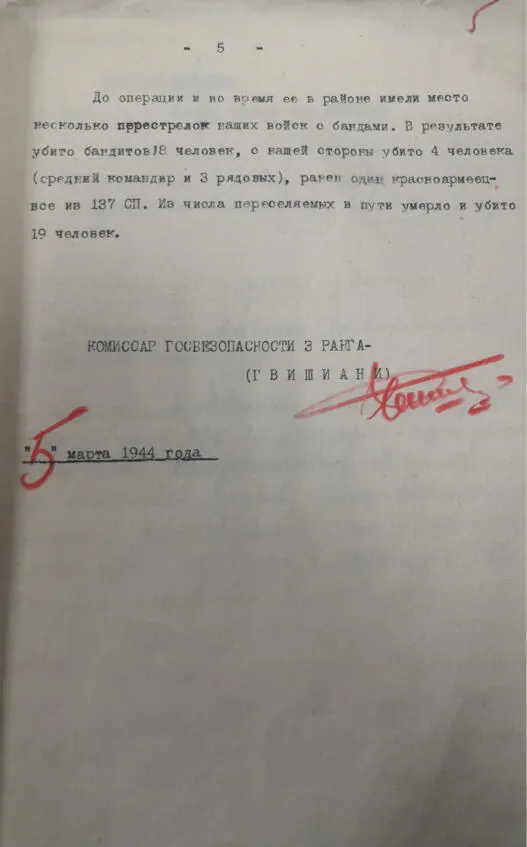 - 5 -
До операции и во время ее в районе имели место
несколько перестрелок наших войск с бандами. В результате
убито бандитов 18 человек, с нашей стороны убито 4 человека
(средний командир и 3 рядовых), ранен один красноармеец-
все из 137 СП. Из числа переселяемых в пути умерло и убито
19 человек.
КОМИССАР ГОСБЕЗОПАСНОСТИ 3 РАНГА-
(Г В И Ш И А Н И)
"5" марта 1944 года